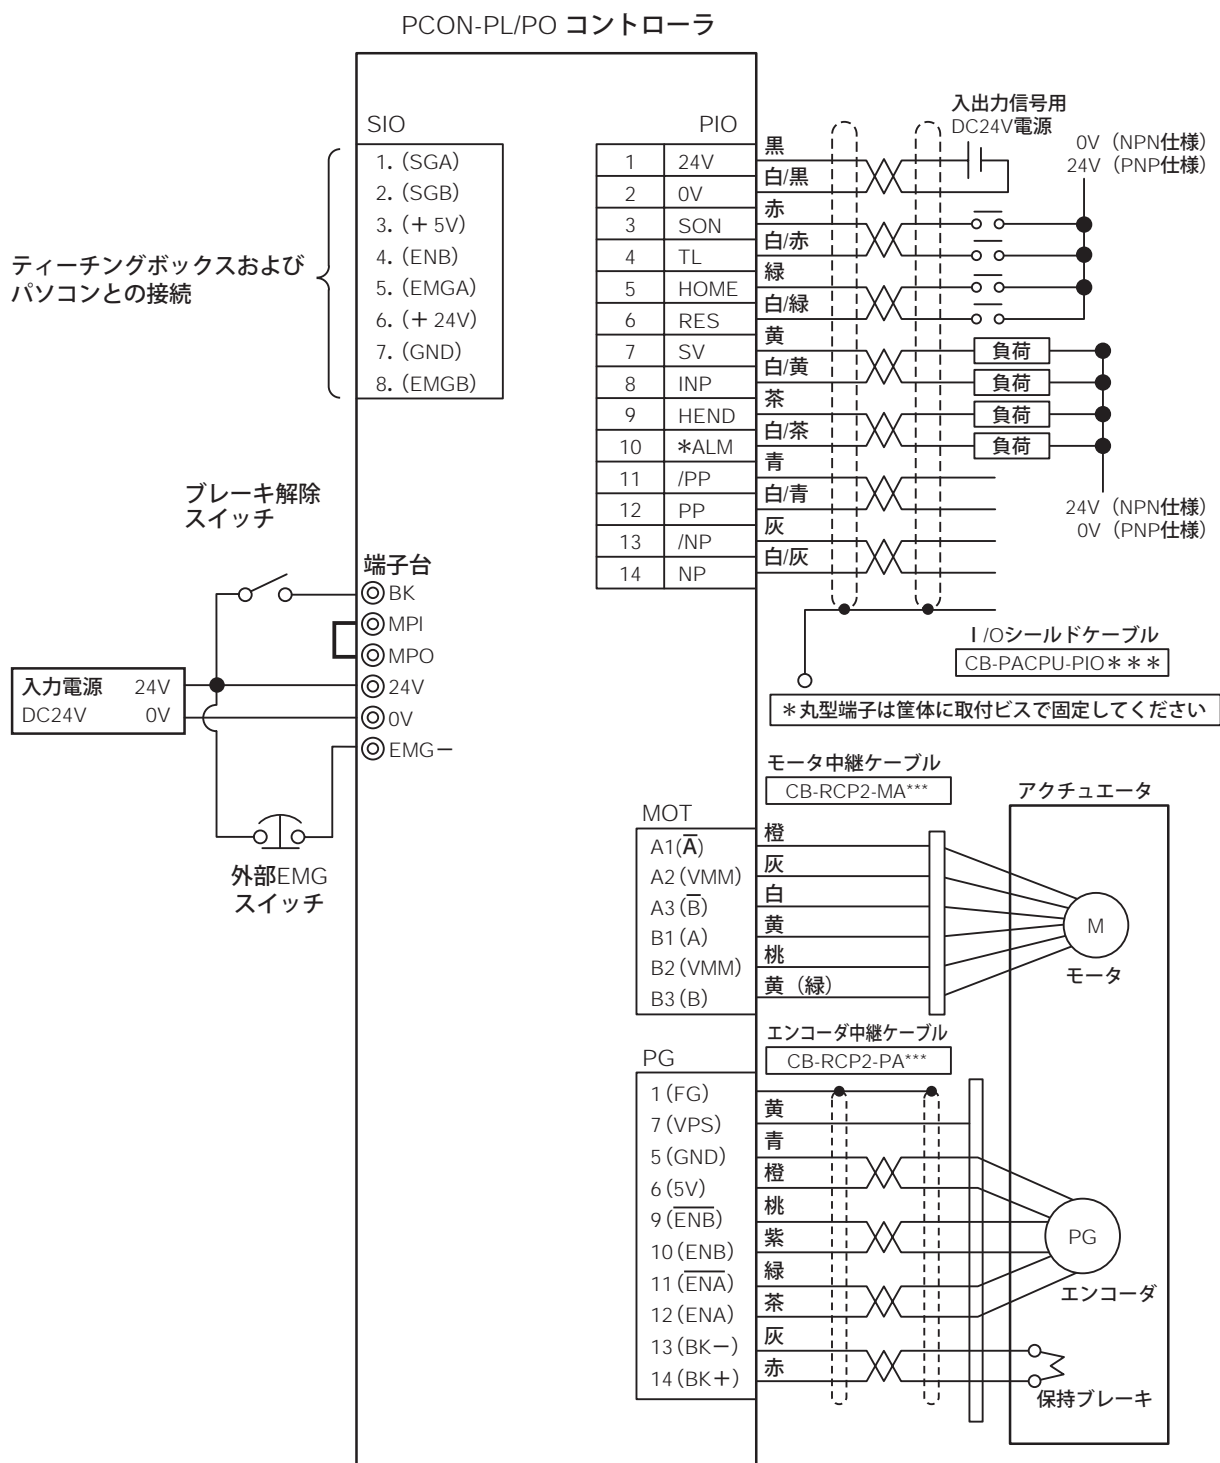 PCON-PL/PO コントローラ
SIO
1. (SGA)
2. (SGB)
3. (+5V)
4. (ENB)
5. (EMGA)
6. (+24V)
7. (GND)
8. (EMGB)
ティーチングボックスおよび
パソコンとの接続
PIO
1 24V
2 0V
3 SON
4 TL
5 HOME
6 RES
7 SV
8 INP
9 HEND
10 *ALM
11 /PP
12 PP
13 /NP
14 NP
黒
白/黒
赤
白/赤
緑
白/緑
黄
白/黄
茶
白/茶
青
白/青
灰
白/灰
入出力信号用
DC24V電源
0V (NPN仕様)
24V (PNP仕様)
負荷
負荷
負荷
負荷
24V (NPN仕様)
0V (PNP仕様)
I/Oシールドケーブル
CB-PACPU-PIO***
*丸型端子は筐体に取付ビスで固定してください
ブレーキ解除
スイッチ
端子台
BK
MPI
MPO
24V
0V
EMG−
入力電源 24V
DC24V 0V
外部EMG
スイッチ
モータ中継ケーブル
CB-RCP2-MA***
アクチュエータ
MOT
A1(A̅)
A2(VMM)
A3(B̅)
B1(A)
B2(VMM)
B3(B)
橙
灰
白
黄
桃
黄(緑)
M
モータ
エンコーダ中継ケーブル
CB-RCP2-PA***
PG
1(FG)
7(VPS)
5(GND)
6(5V)
9(E̅N̅B̅)
10(ENB)
11(E̅N̅A̅)
12(ENA)
13(BK−)
14(BK+)
黄
青
橙
桃
紫
緑
茶
灰
赤
PG
エンコーダ
保持ブレーキ